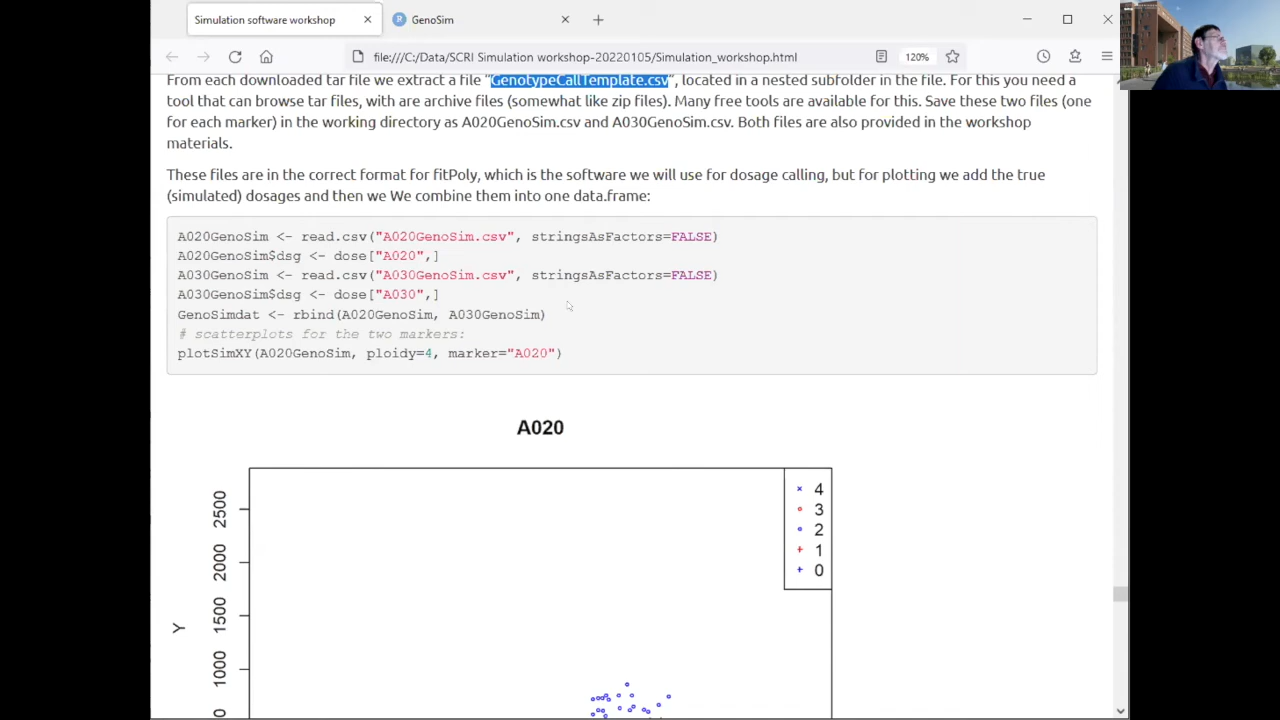 Simulation software workshop
GenoSim
file:///C:/Data/SCRI Simulation workshop-20220105/Simulation_workshop.html
120%
From each downloaded tar file we extract a file "GenotypeCallTemplate.csv", located in a nested subfolder in the file. For this you need a
tool that can browse tar files, with are archive files (somewhat like zip files). Many free tools are available for this. Save these two files (one
for each marker) in the working directory as A020GenoSim.csv and A030GenoSim.csv. Both files are also provided in the workshop
materials.
These files are in the correct format for fitPoly, which is the software we will use for dosage calling, but for plotting we add the true
(simulated) dosages and then we We combine them into one data.frame:
A020GenoSim <- read.csv("A020GenoSim.csv", stringsAsFactors=FALSE)
A020GenoSim$dsg <- dose["A020",]
A030GenoSim <- read.csv("A030GenoSim.csv", stringsAsFactors=FALSE)
A030GenoSim$dsg <- dose["A030",]
GenoSimdat <- rbind(A020GenoSim, A030GenoSim)
# scatterplots for the two markers:
plotSimXY(A020GenoSim, ploidy=4, marker="A020")
A020
4
3
2
1
0
2500
2000
1500
1000
Y